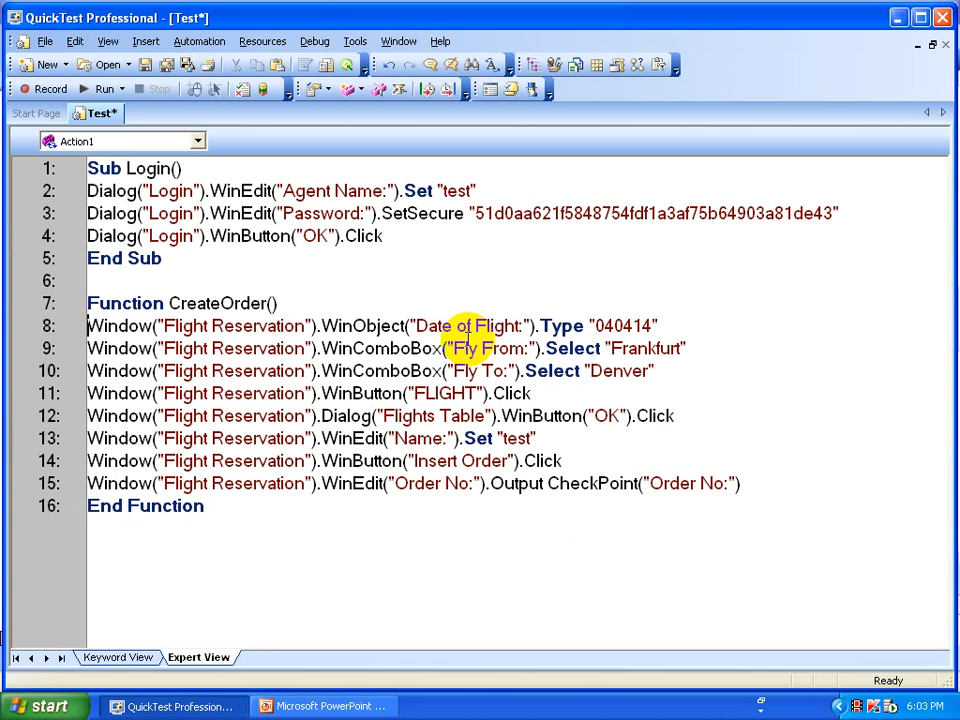 QuickTest Professional - [Test*]
File Edit View Insert Automation Resources Debug Tools Window Help
New Open
Record Run Stop
Start Page Test*
Action1
1: Sub Login()
2: Dialog("Login").WinEdit("Agent Name:").Set "test"
3: Dialog("Login").WinEdit("Password:").SetSecure "51d0aa621f5848754fdf1a3af75b64903a81de43"
4: Dialog("Login").WinButton("OK").Click
5: End Sub
6:
7: Function CreateOrder()
8: Window("Flight Reservation").WinObject("Date of Flight:").Type "040414"
9: Window("Flight Reservation").WinComboBox("Fly From:").Select "Frankfurt"
10: Window("Flight Reservation").WinComboBox("Fly To:").Select "Denver"
11: Window("Flight Reservation").WinButton("FLIGHT").Click
12: Window("Flight Reservation").Dialog("Flights Table").WinButton("OK").Click
13: Window("Flight Reservation").WinEdit("Name:").Set "test"
14: Window("Flight Reservation").WinButton("Insert Order").Click
15: Window("Flight Reservation").WinEdit("Order No:").Output CheckPoint("Order No:")
16: End Function
Keyword View Expert View
Ready
start QuickTest Profession... Microsoft PowerPoint ... 6:03 PM